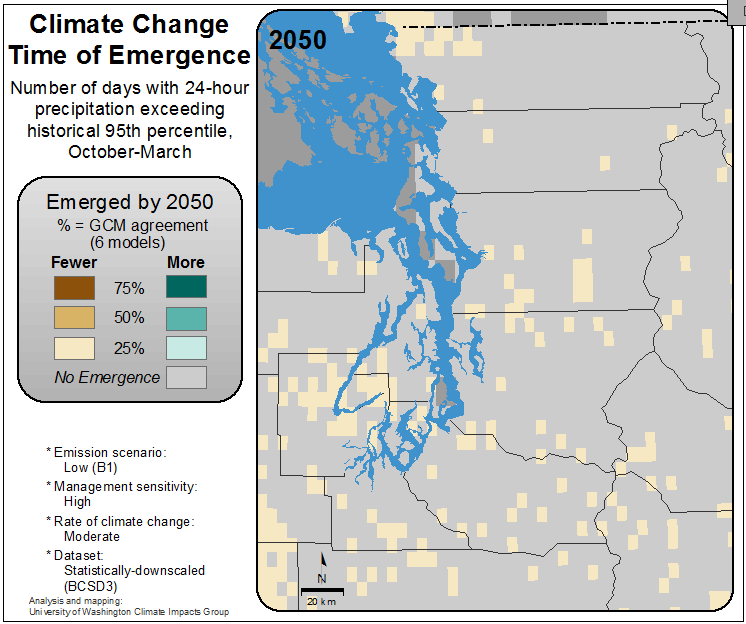 Climate Change
Time of Emergence
Number of days with 24-hour
precipitation exceeding
historical 95th percentile,
October-March
Emerged by 2050
% = GCM agreement
(6 models)
Fewer More
75%
50%
25%
No Emergence
* Emission scenario:
Low (B1)
* Management sensitivity:
High
* Rate of climate change:
Moderate
* Dataset:
Statistically-downscaled
(BCSD3)
Analysis and mapping:
University of Washington Climate Impacts Group
2050
N
20 km